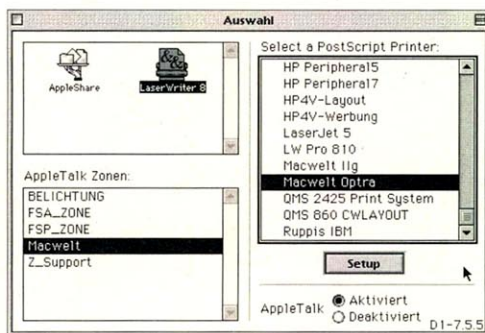 Auswahl
AppleShare
LaserWriter 8
AppleTalk Zonen:
BELICHTUNG
FSA_ZONE
FSP_ZONE
Macwelt
Z_Support
Select a PostScript Printer:
HP Peripheral5
HP Peripheral7
HP4V-Layout
HP4V-Werbung
LaserJet 5
LW Pro 810
Macwelt IIg
Macwelt Optra
QMS 2425 Print System
QMS 860 CWLAYOUT
Ruppis IBM
Setup
AppleTalk
Aktiviert
Deaktiviert
D1-7.5.5